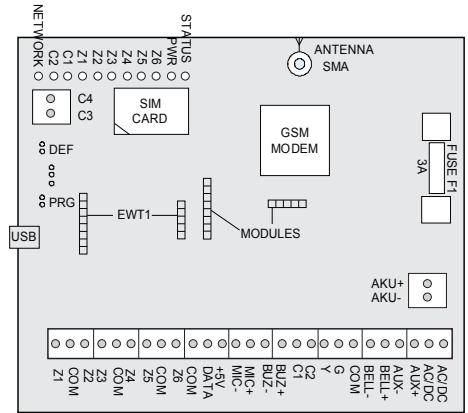 NETWORK
C2
C1
Z1
Z2
Z3
Z4
Z5
Z6
PWR
STATUS
ANTENNA
SMA
C4
C3
SIM
CARD
GSM
MODEM
FUSE F1
3A
DEF
PRG
EWT1
MODULES
USB
AKU+
AKU-
Z1
COM
Z2
Z3
COM
Z4
Z5
COM
Z6
COM
DATA
+5V
MIC-
MIC+
BUZ-
BUZ+
C1
C2
Y
G
COM
BELL-
BELL+
AUX-
AUX+
AC/DC
AC/DC